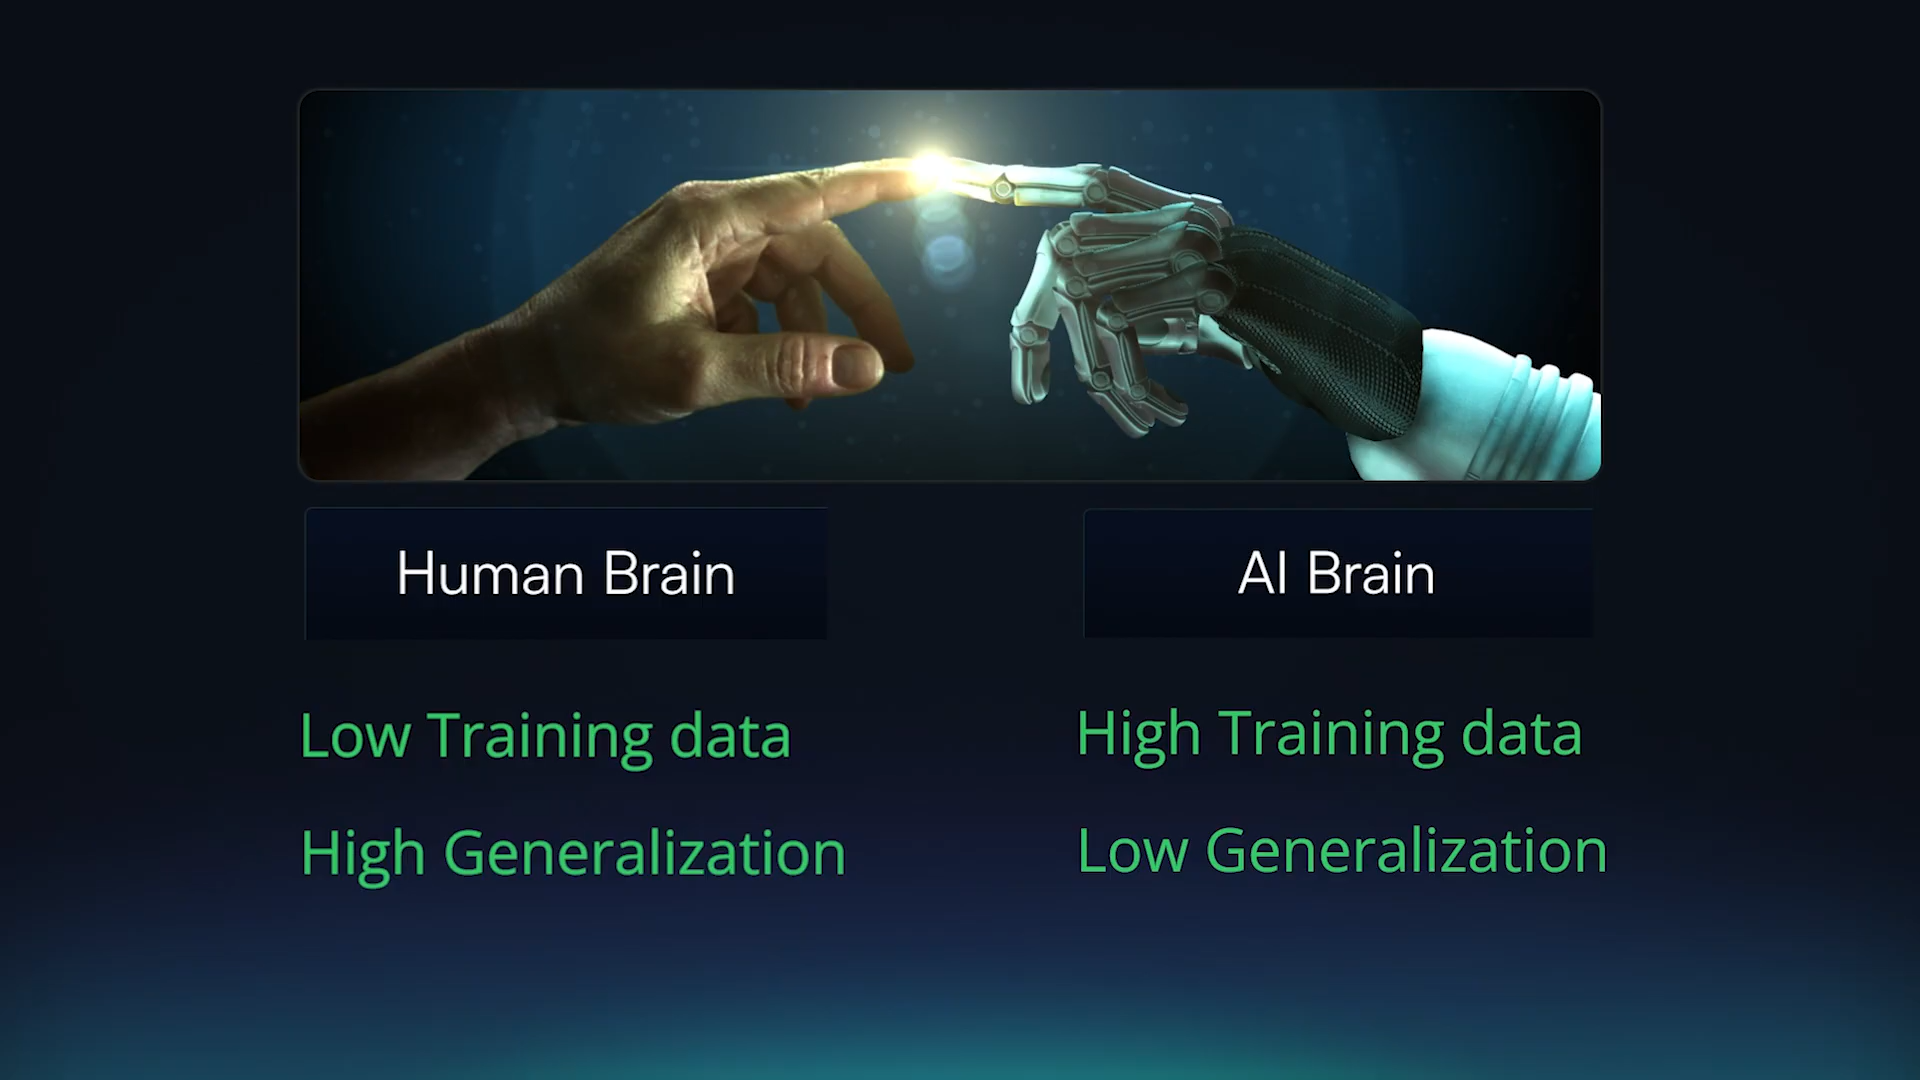 Human Brain
AI Brain
Low Training data
High Training data
High Generalization
Low Generalization